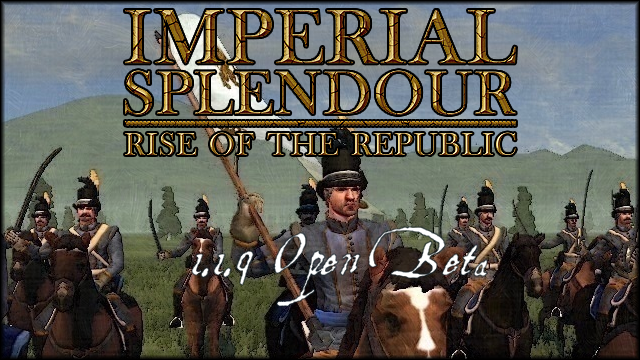 IMPERIAL
SPLENDOUR
RISE OF THE REPUBLIC
1.1.9 Open Beta